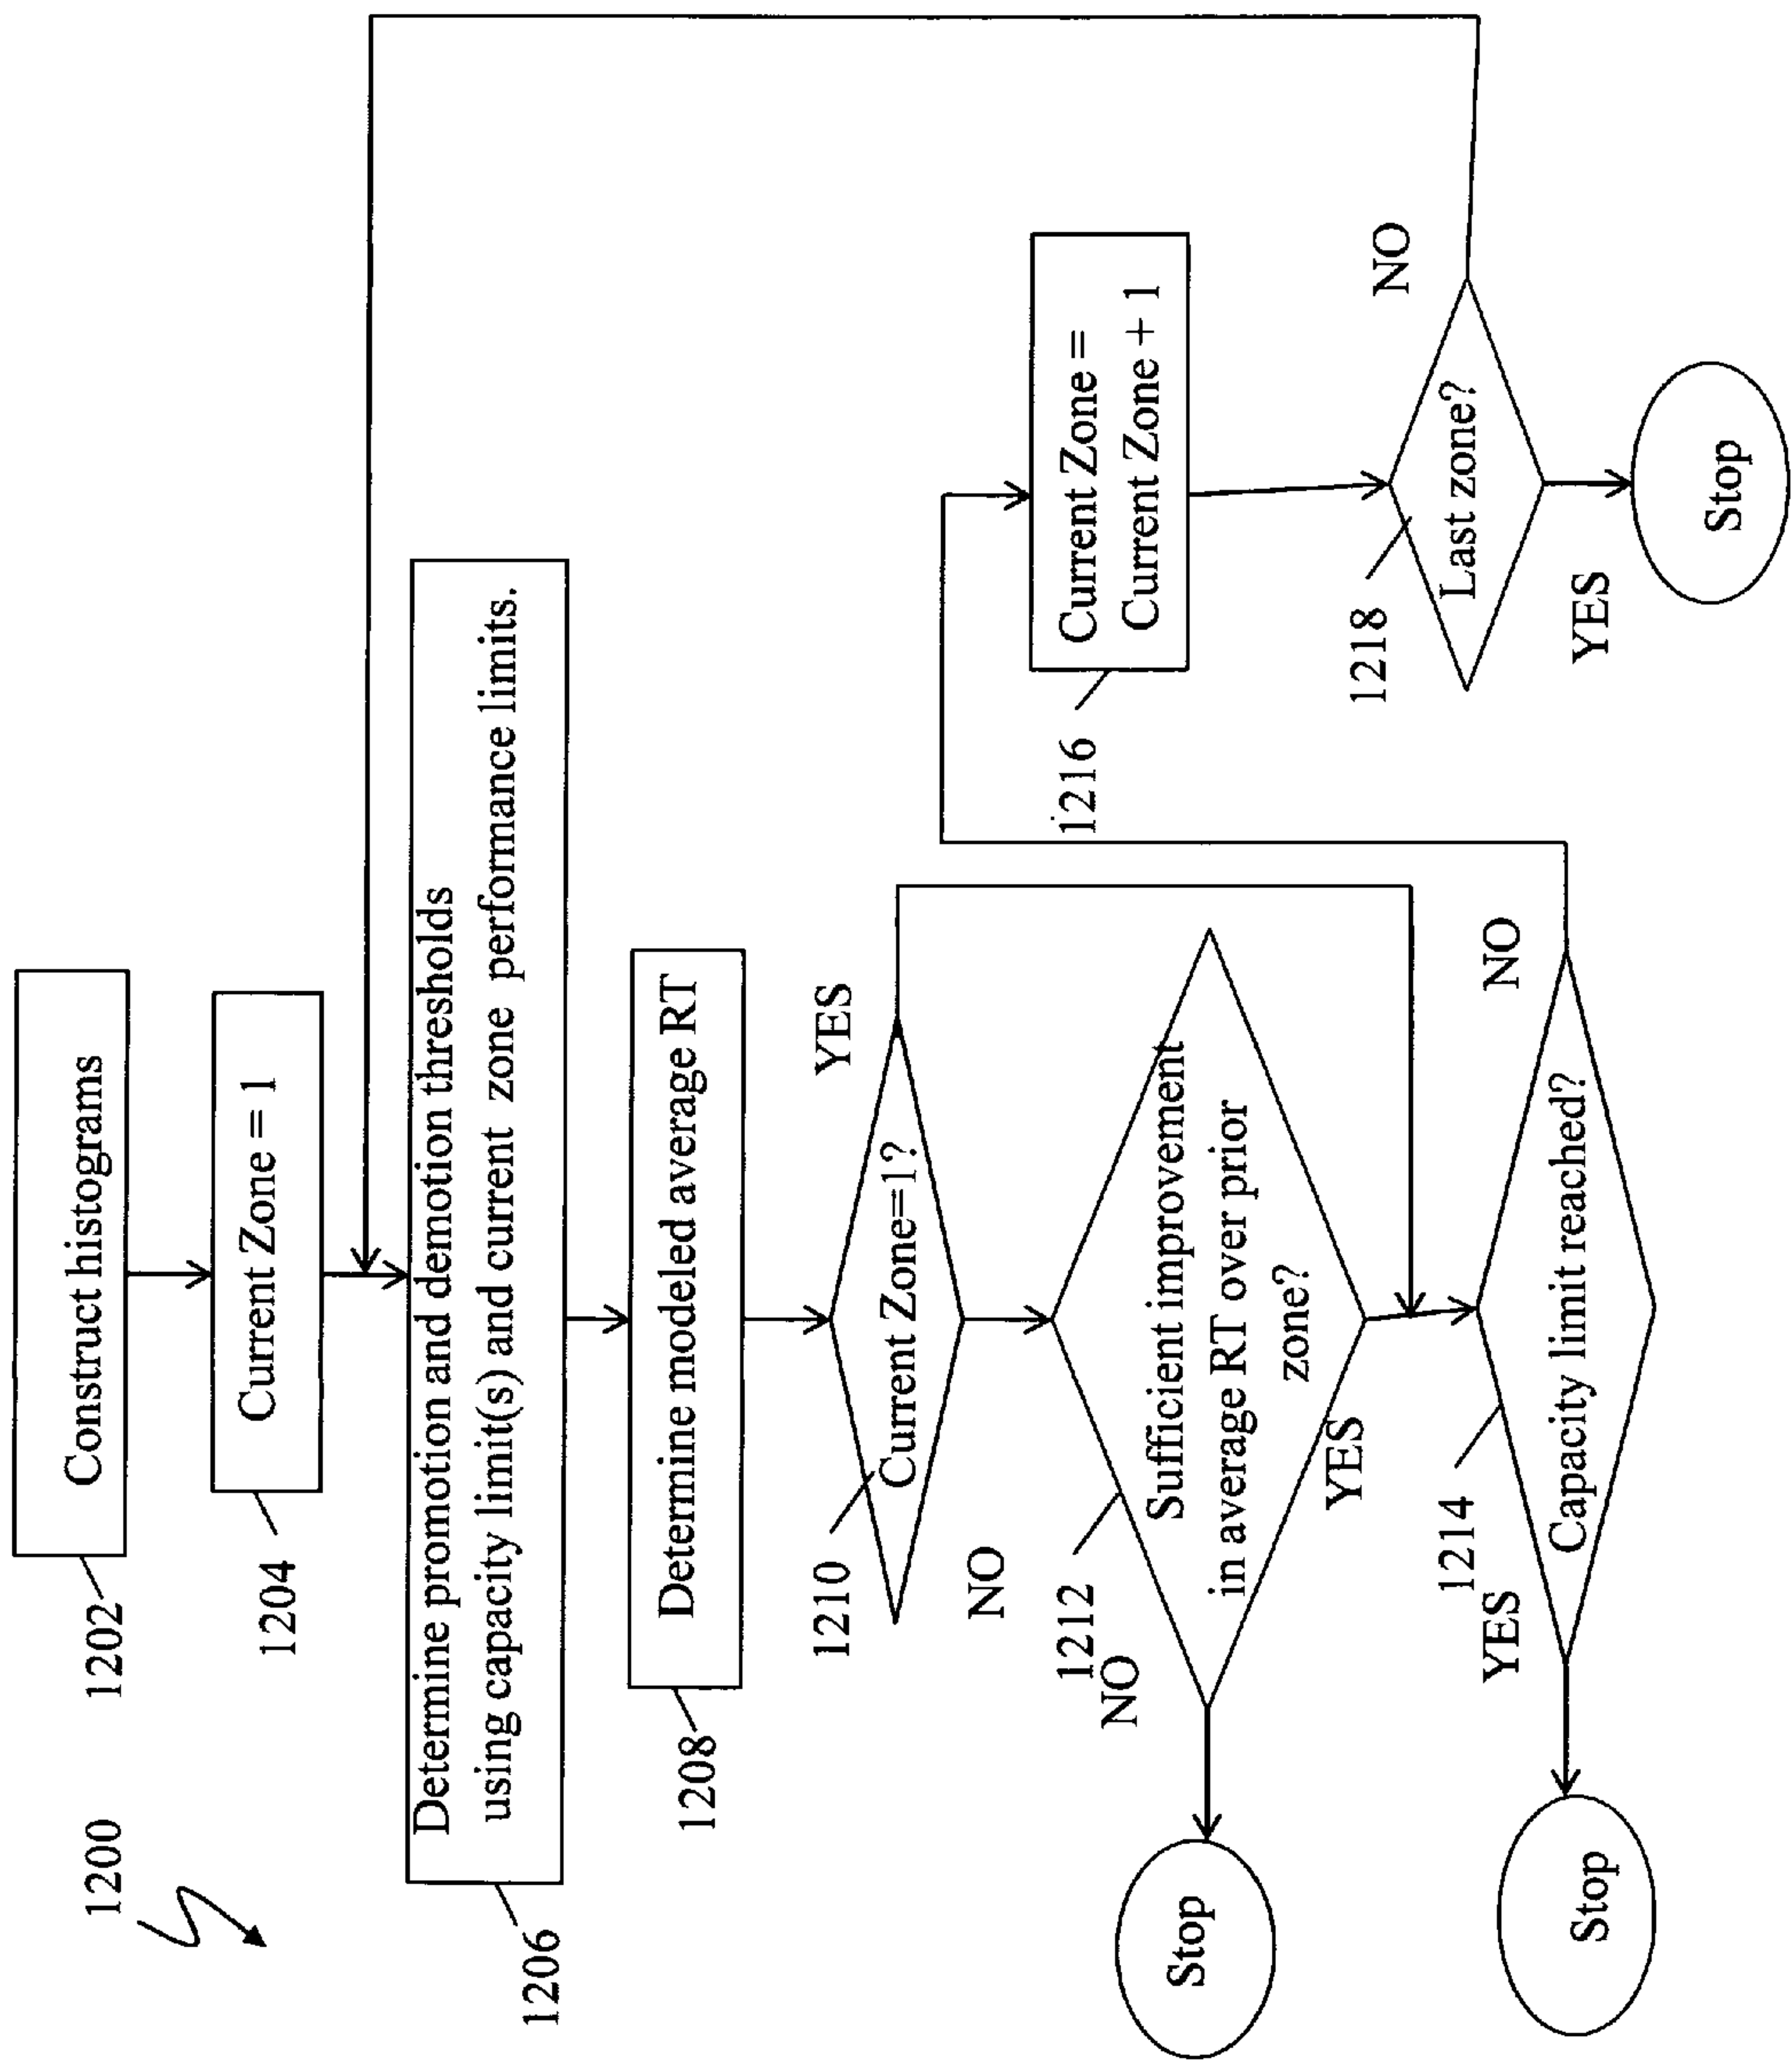 1200
1202
Construct histograms
1204
Current Zone = 1
1206
Determine promotion and demotion thresholds
using capacity limit(s) and current zone performance limits.
1208
Determine modeled average RT
1210
Current Zone=1?
YES
NO
1212
NO
Sufficient improvement
in average RT over prior
zone?
YES
Stop
1214
YES
Capacity limit reached?
NO
Stop
1216
Current Zone =
Current Zone + 1
1218
Last zone?
NO
YES
Stop